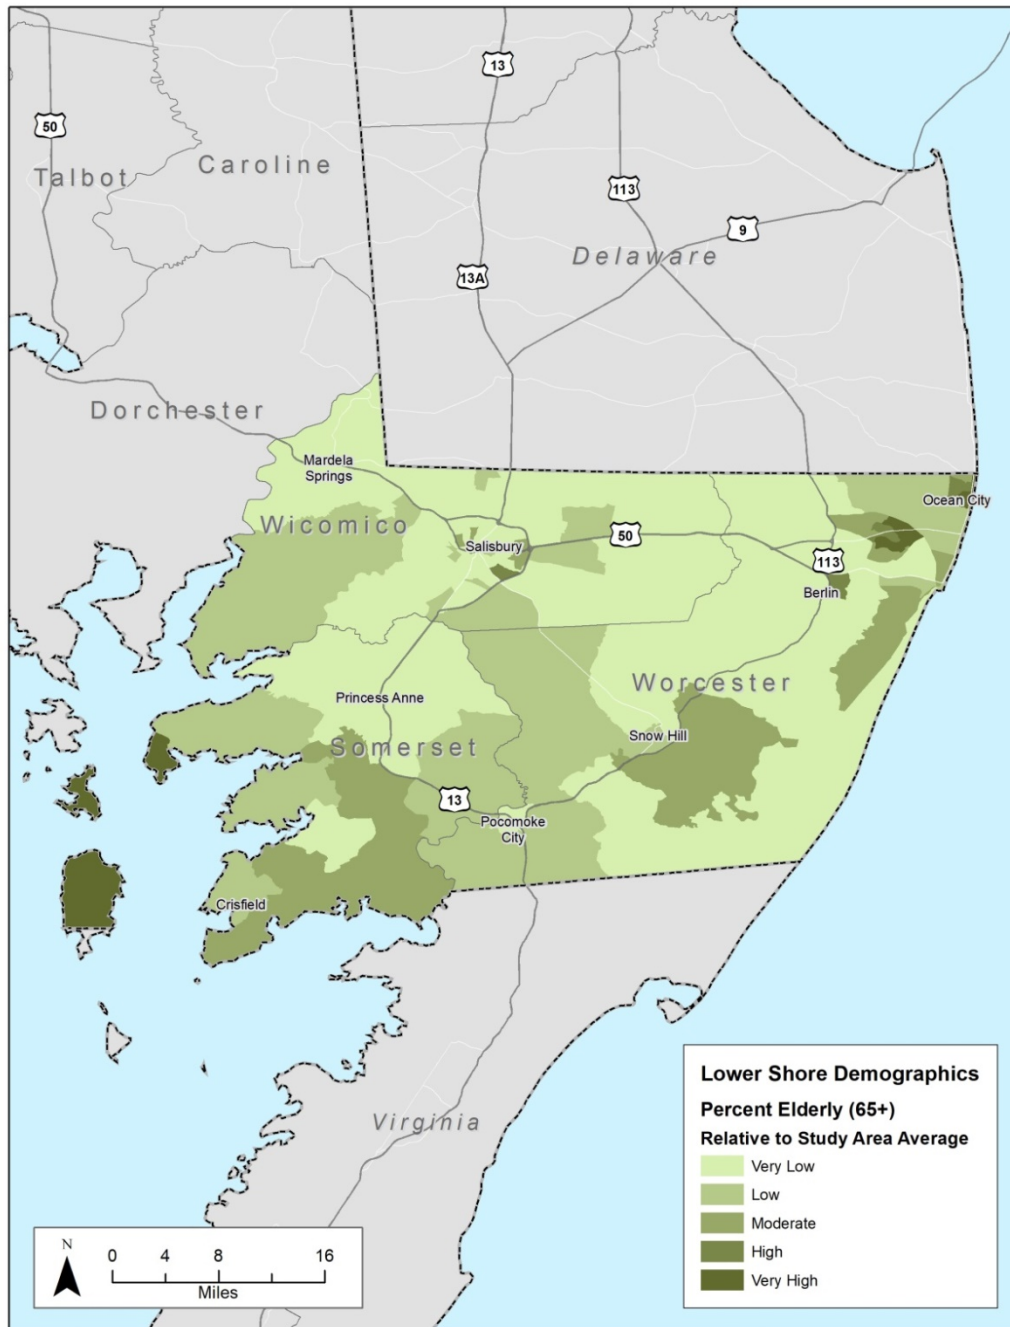 13
50
Caroline
Talbot
113
9
Delaware
13A
Dorchester
Mardela
Springs
Ocean City
Wicomico
50
Salisbury
113
Berlin
Worcester
Princess Anne
Snow Hill
Somerset
13
Pocomoke
City
Crisfield
Virginia
Lower Shore Demographics
Percent Elderly (65+)
Relative to Study Area Average
Very Low
Low
Moderate
High
Very High
N
0 4 8 16
Miles